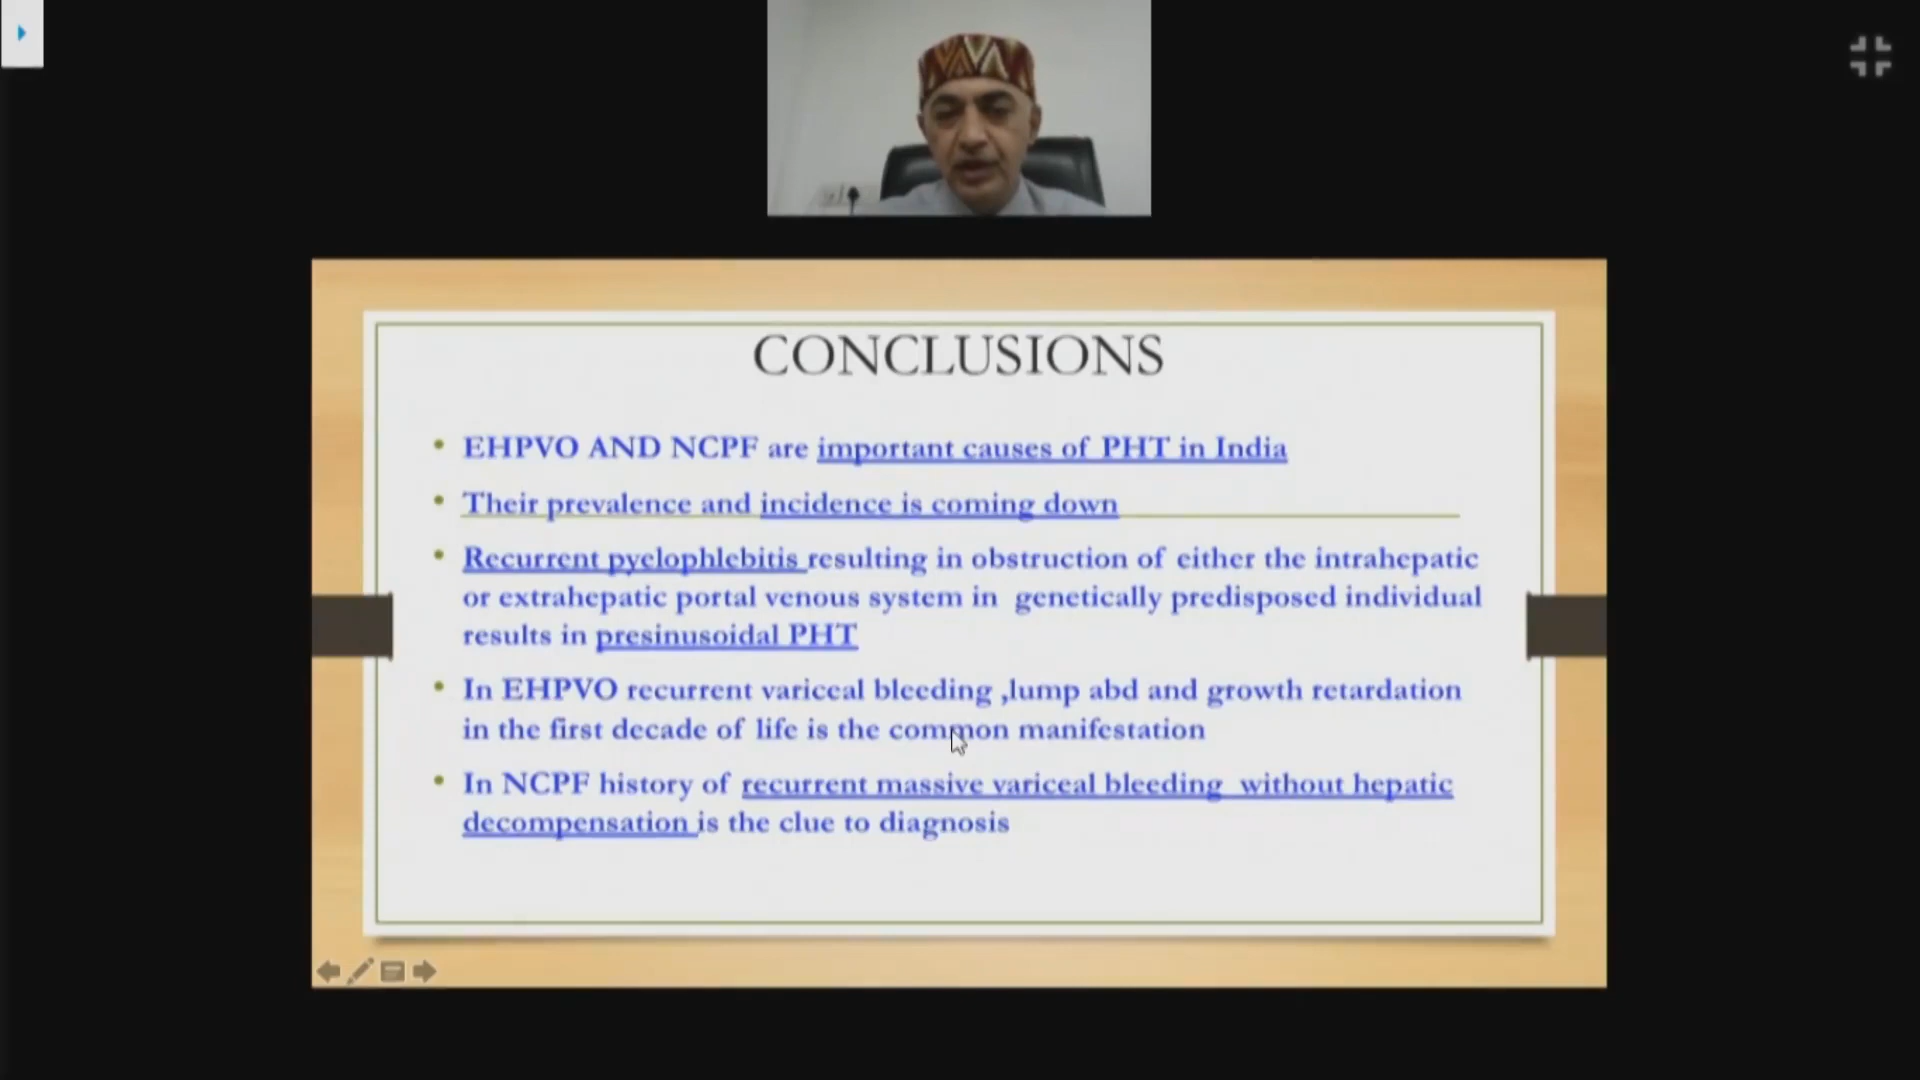 CONCLUSIONS
• EHPVO AND NCPF are important causes of PHT in India
• Their prevalence and incidence is coming down
• Recurrent pyelophlebitis resulting in obstruction of either the intrahepatic
or extrahepatic portal venous system in genetically predisposed individual
results in presinusoidal PHT
• In EHPVO recurrent variceal bleeding ,lump abd and growth retardation
in the first decade of life is the common manifestation
• In NCPF history of recurrent massive variceal bleeding without hepatic
decompensation is the clue to diagnosis